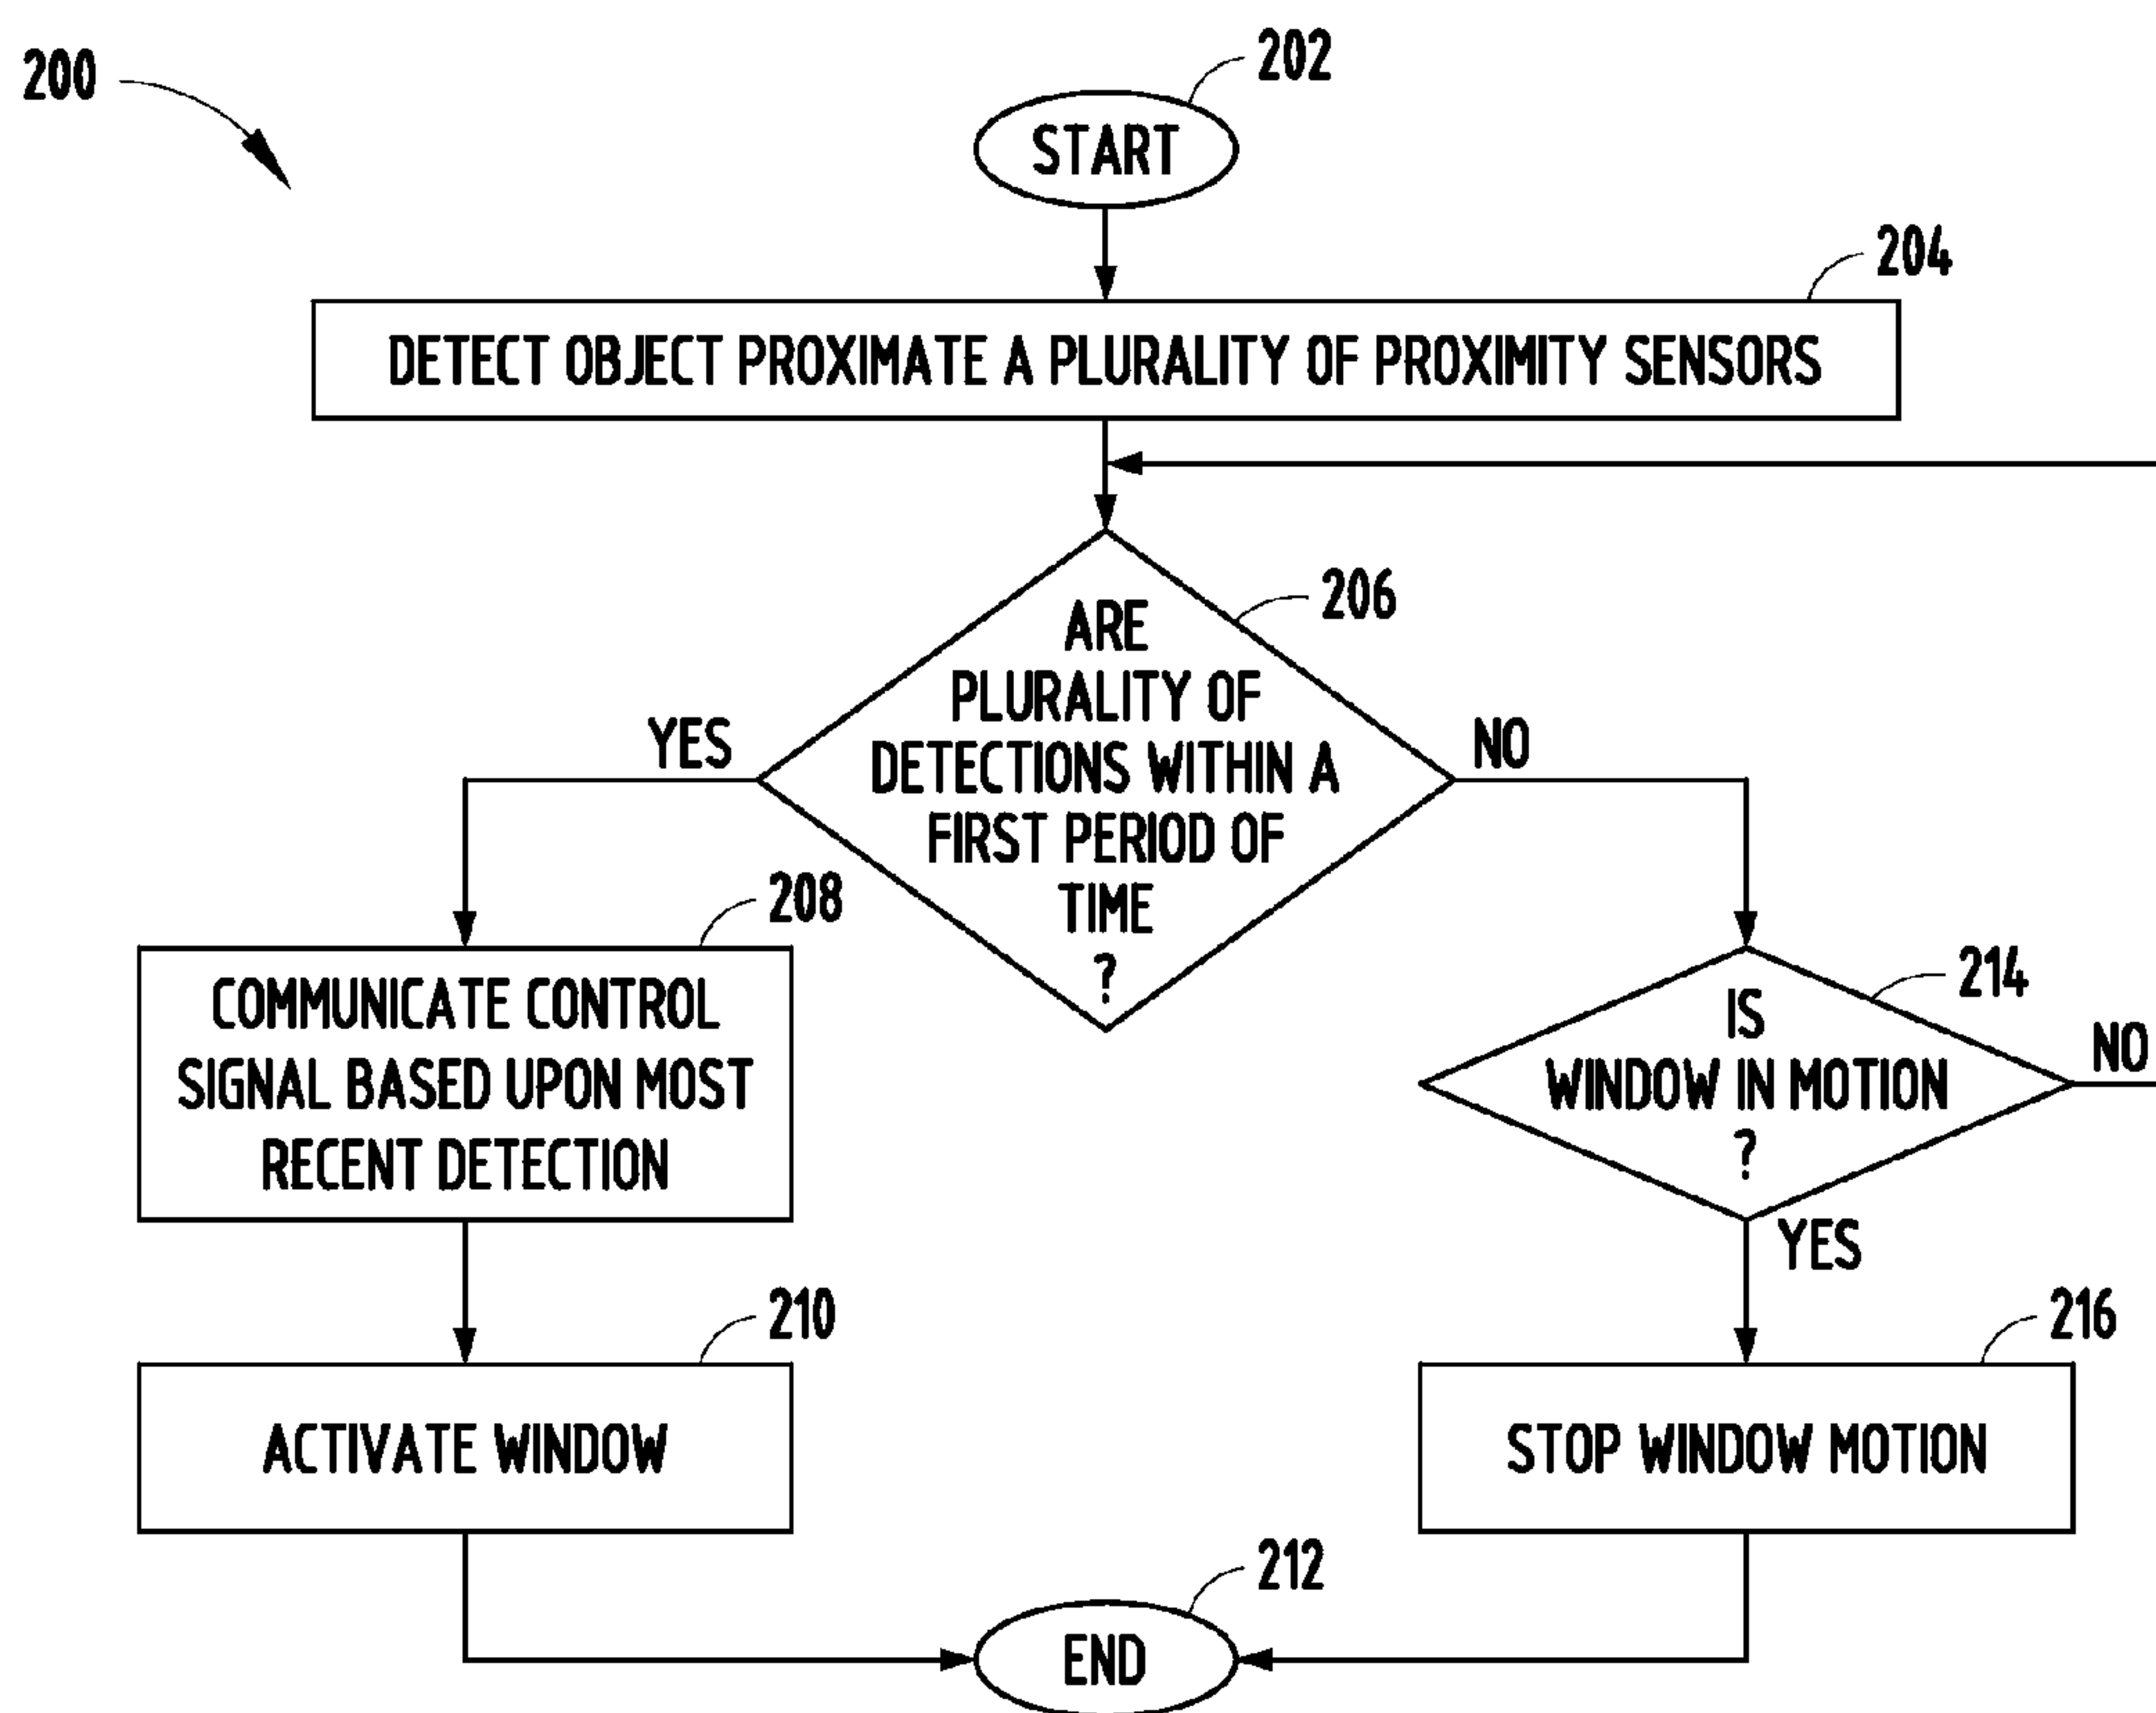 200
202
START
204
DETECT OBJECT PROXIMATE A PLURALITY OF PROXIMITY SENSORS
206
ARE
PLURALITY OF
DETECTIONS WITHIN A
FIRST PERIOD OF
TIME
?
YES
NO
208
COMMUNICATE CONTROL
SIGNAL BASED UPON MOST
RECENT DETECTION
214
IS
WINDOW IN MOTION
?
NO
YES
210
ACTIVATE WINDOW
216
STOP WINDOW MOTION
212
END